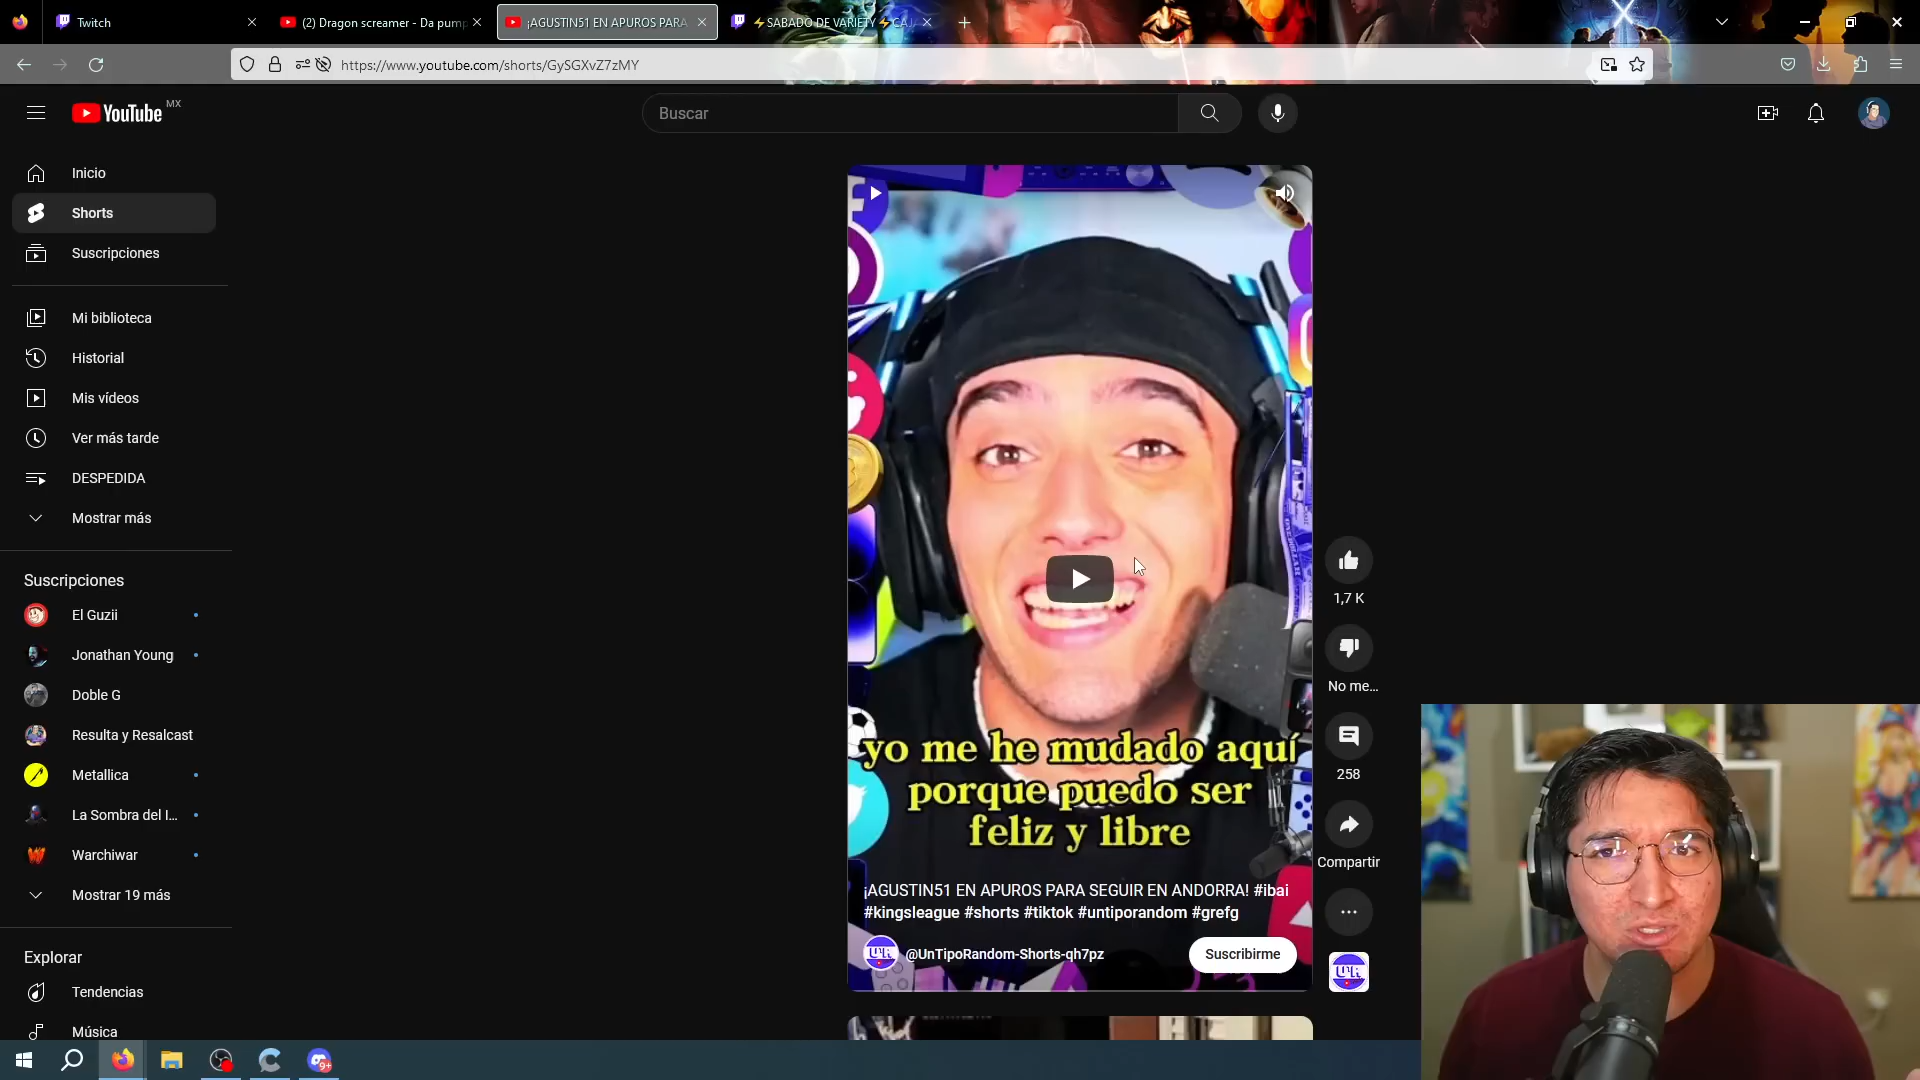 Twitch
(2) Dragon screamer - Da pump
¡AGUSTIN51 EN APUROS PARA
⚡SABADO DE VARIETY⚡CAJ
https://www.youtube.com/shorts/GySGXvZ7zMY
YouTube MX
Buscar
Inicio
Shorts
Suscripciones
Mi biblioteca
Historial
Mis vídeos
Ver más tarde
DESPEDIDA
Mostrar más
Suscripciones
El Guzii
Jonathan Young
Doble G
Resulta y Resalcast
Metallica
La Sombra del I...
Warchiwar
Mostrar 19 más
Explorar
Tendencias
Música
yo me he mudado aquí
porque puedo ser
feliz y libre
¡AGUSTIN51 EN APUROS PARA SEGUIR EN ANDORRA! #ibai
#kingsleague #shorts #tiktok #untiporandom #grefg
@UnTipoRandom-Shorts-qh7pz
Suscribirme
1,7 K
No me...
258
Compartir
9+